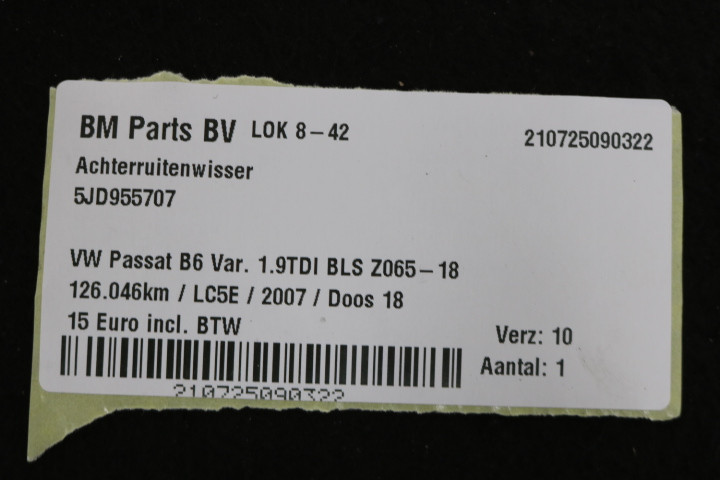 BM Parts BV LOK 8-42
210725090322
Achterruitenwisser
5JD955707
VW Passat B6 Var. 1.9TDI BLS Z065-18
126.046km / LC5E / 2007 / Doos 18
15 Euro incl. BTW
Verz: 10
Aantal: 1
210725090322